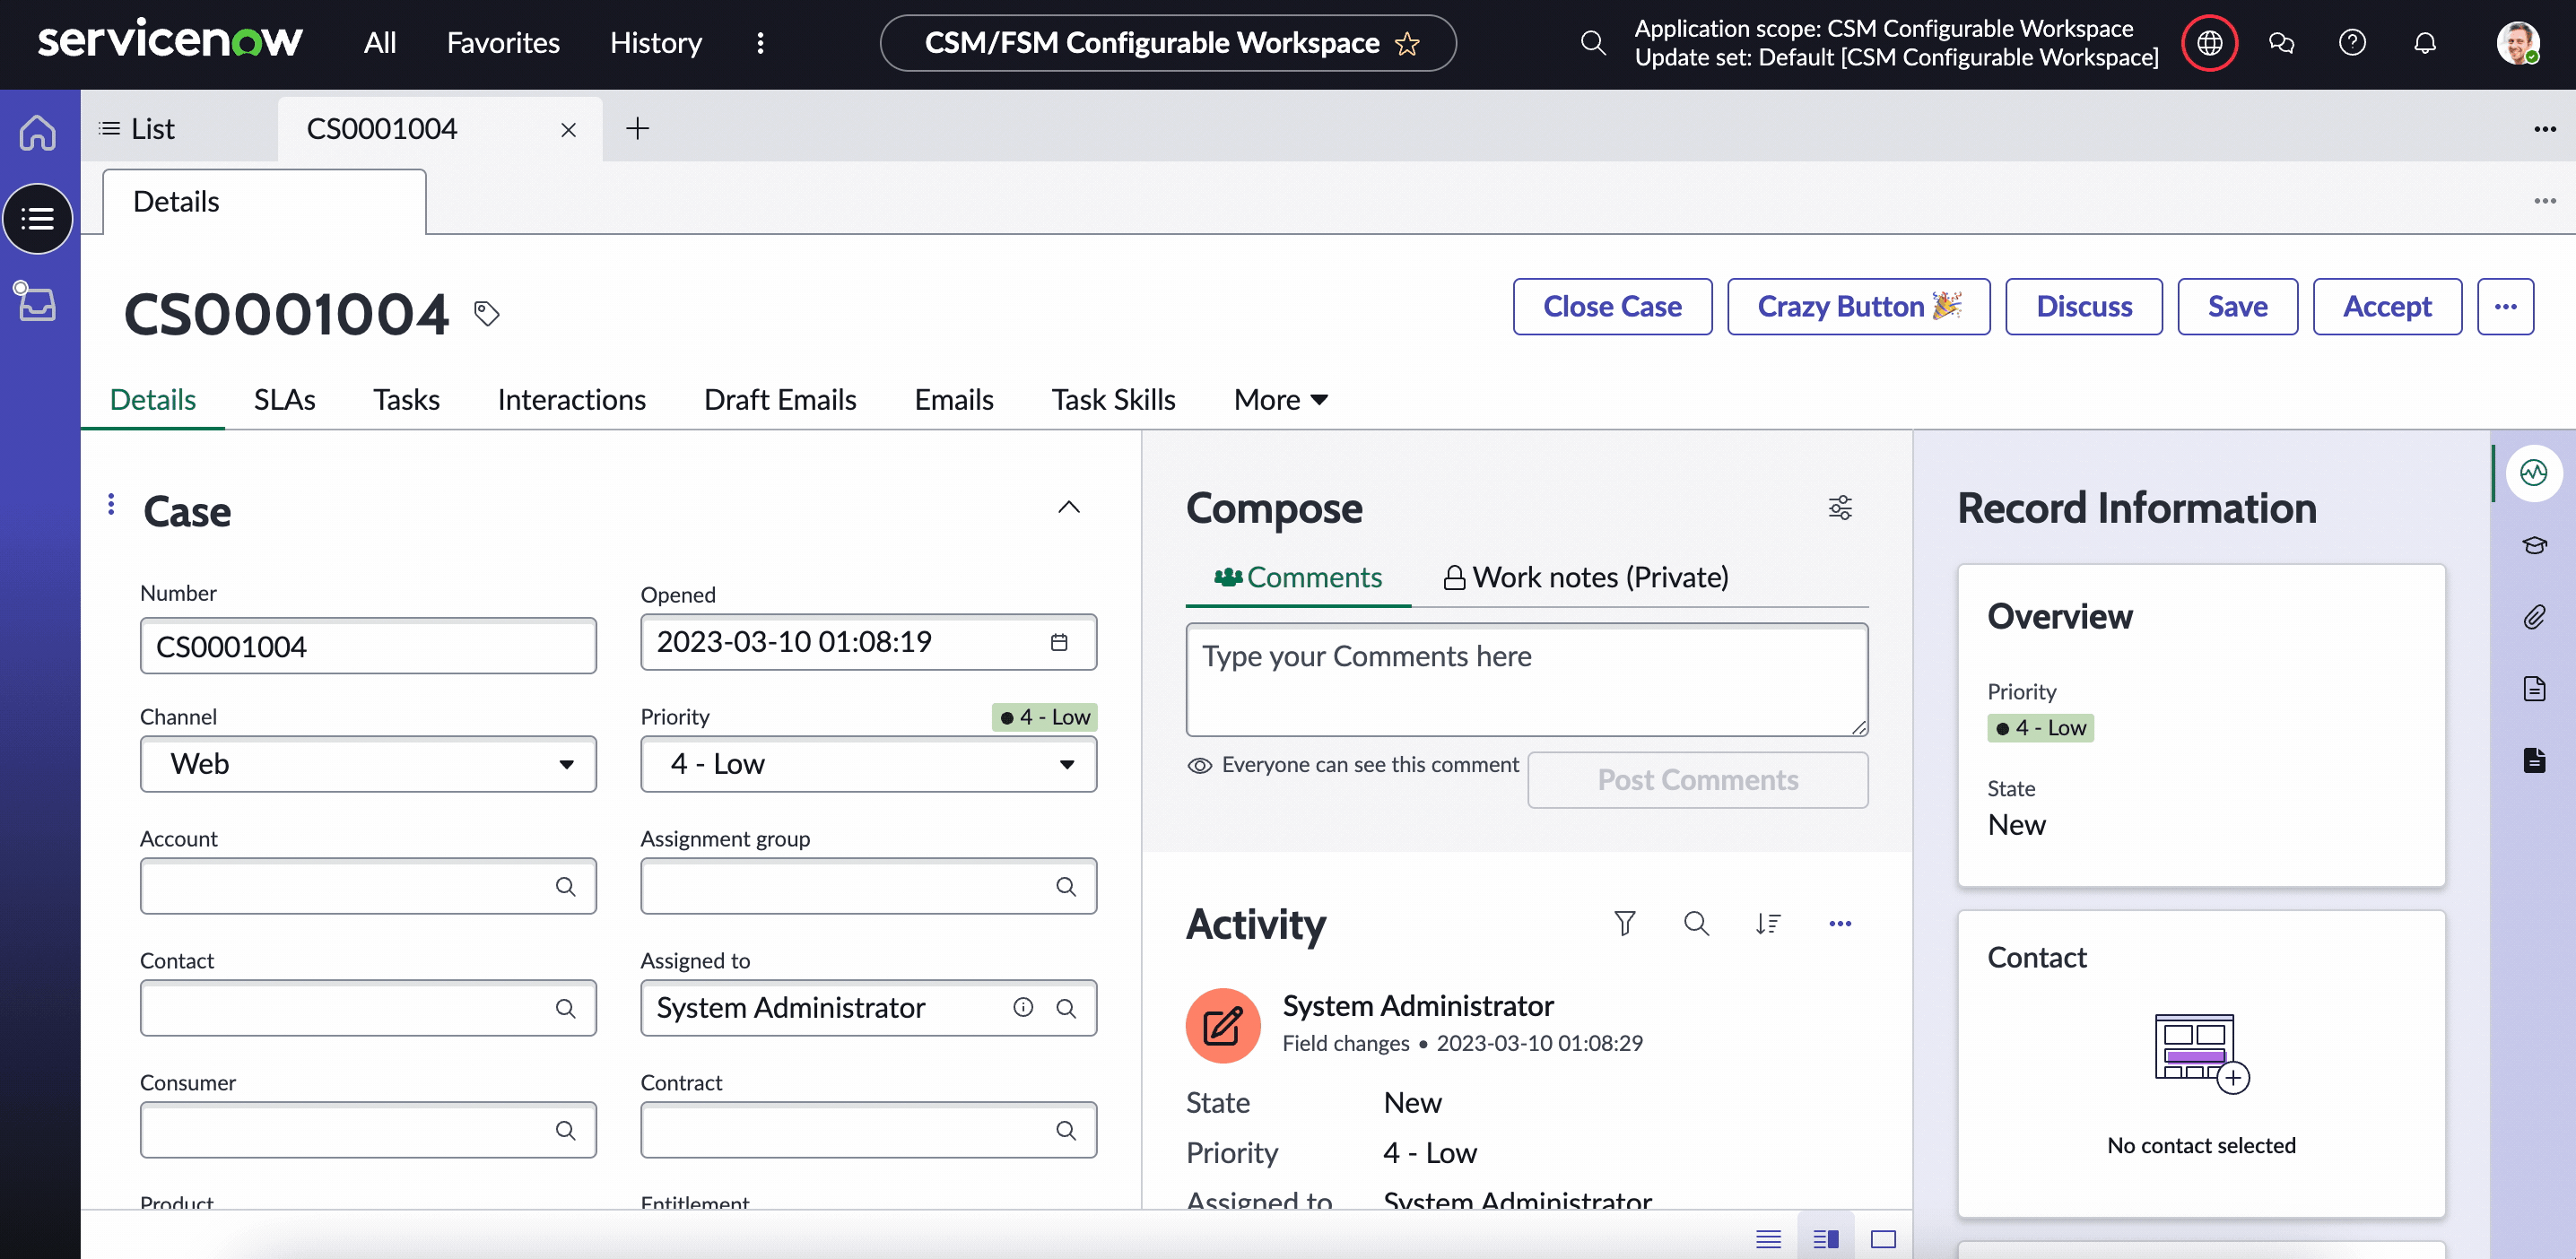 servicenow
All
Favorites
History
CSM/FSM Configurable Workspace
Application scope: CSM Configurable Workspace
Update set: Default [CSM Configurable Workspace]
List
CS0001004
Details
CS0001004
Close Case
Crazy Button 🎉
Discuss
Save
Accept
Details
SLAs
Tasks
Interactions
Draft Emails
Emails
Task Skills
More
Case
Number
CS0001004
Opened
2023-03-10 01:08:19
Channel
Web
Priority
4 - Low
4 - Low
Account
Assignment group
Contact
Assigned to
System Administrator
Consumer
Contract
Product
Entitlement
Compose
Comments
Work notes (Private)
Type your Comments here
Everyone can see this comment
Post Comments
Activity
System Administrator
Field changes • 2023-03-10 01:08:29
State New
Priority 4 - Low
Assigned to System Administrator
Record Information
Overview
Priority
4 - Low
State
New
Contact
No contact selected